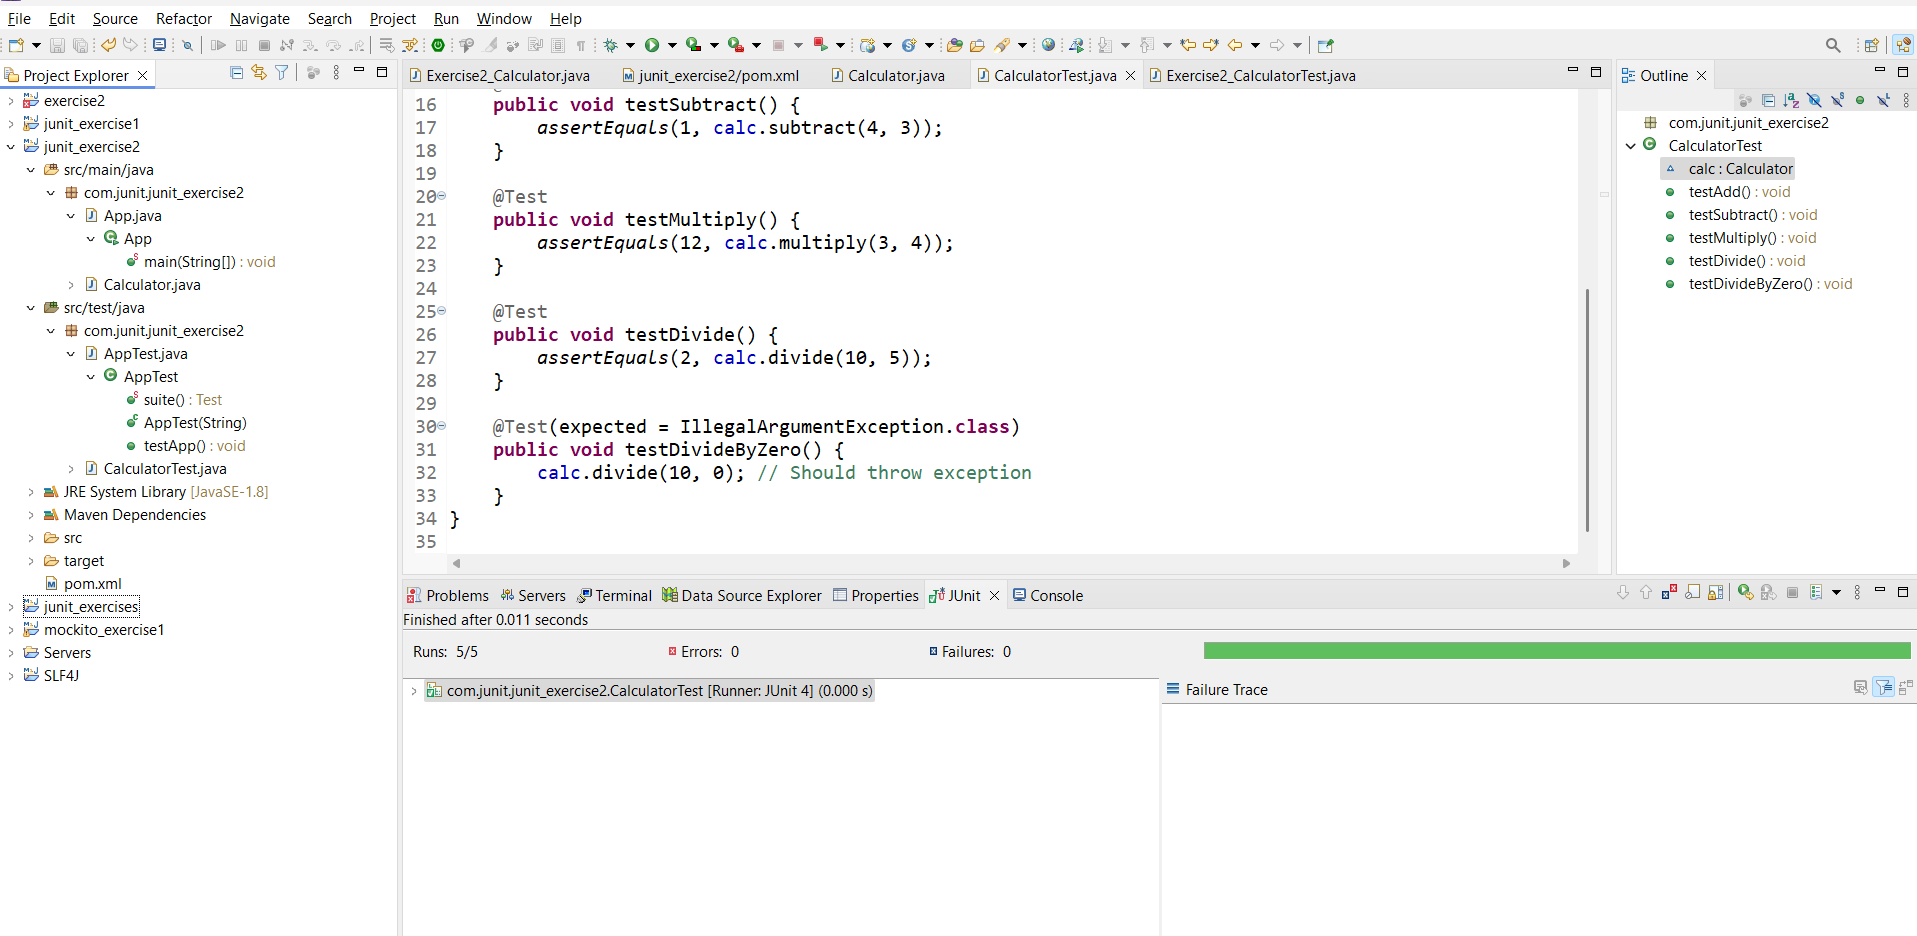 File Edit Source Refactor Navigate Search Project Run Window Help
Project Explorer
exercise2
junit_exercise1
junit_exercise2
src/main/java
com.junit.junit_exercise2
App.java
App
main(String[]) : void
Calculator.java
src/test/java
com.junit.junit_exercise2
AppTest.java
AppTest
suite() : Test
AppTest(String)
testApp() : void
CalculatorTest.java
JRE System Library [JavaSE-1.8]
Maven Dependencies
src
target
pom.xml
junit_exercises
mockito_exercise1
Servers
SLF4J
Exercise2_Calculator.java junit_exercise2/pom.xml Calculator.java CalculatorTest.java Exercise2_CalculatorTest.java
16 public void testSubtract() {
17 assertEquals(1, calc.subtract(4, 3));
18 }
19
20 @Test
21 public void testMultiply() {
22 assertEquals(12, calc.multiply(3, 4));
23 }
24
25 @Test
26 public void testDivide() {
27 assertEquals(2, calc.divide(10, 5));
28 }
29
30 @Test(expected = IllegalArgumentException.class)
31 public void testDivideByZero() {
32 calc.divide(10, 0); // Should throw exception
33 }
34 }
35
Outline
com.junit.junit_exercise2
CalculatorTest
calc : Calculator
testAdd() : void
testSubtract() : void
testMultiply() : void
testDivide() : void
testDivideByZero() : void
Problems Servers Terminal Data Source Explorer Properties JUnit Console
Finished after 0.011 seconds
Runs: 5/5 Errors: 0 Failures: 0
com.junit.junit_exercise2.CalculatorTest [Runner: JUnit 4] (0.000 s)
Failure Trace